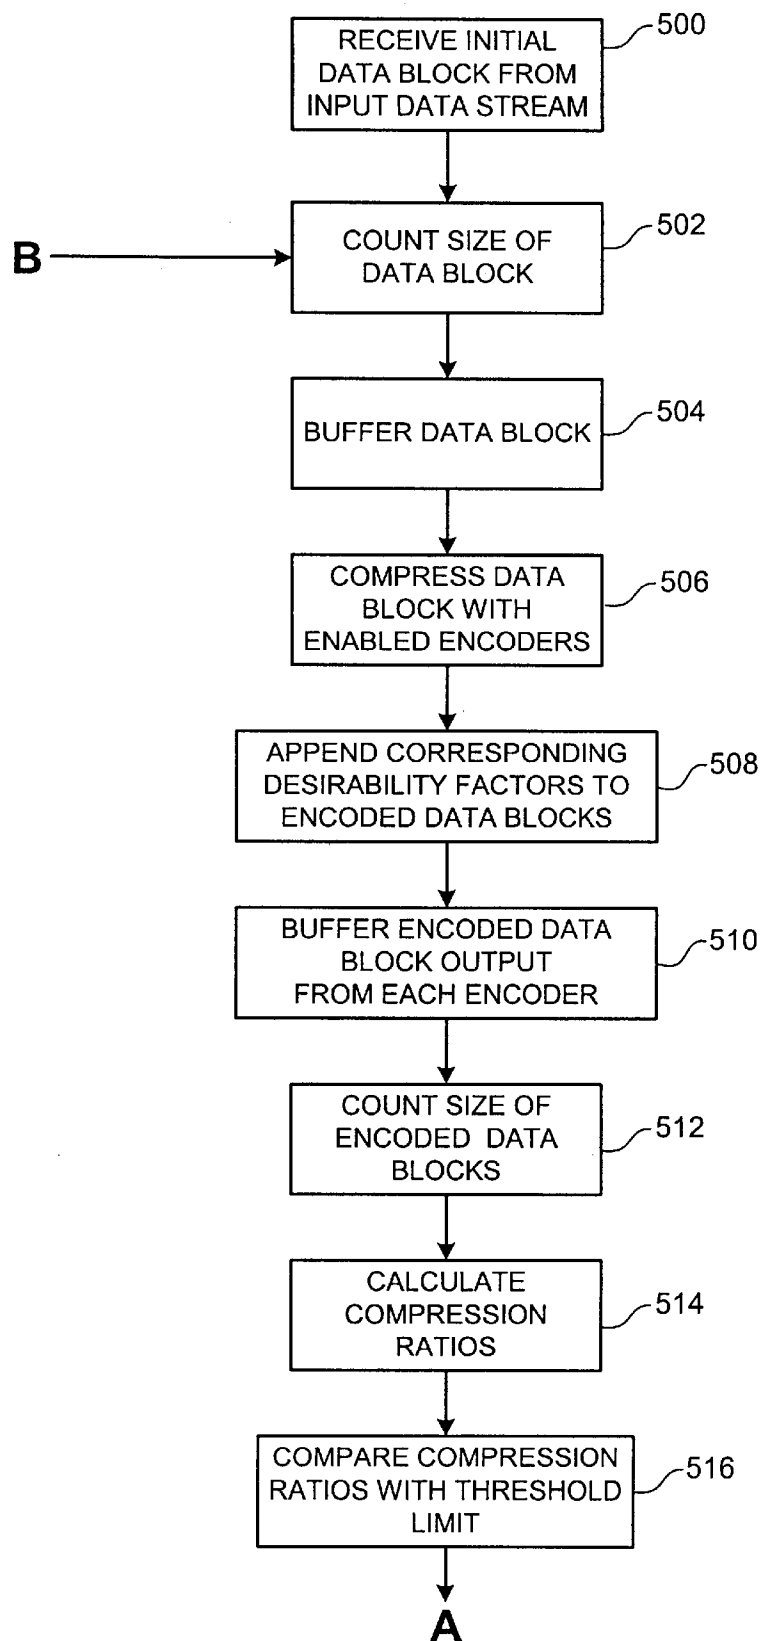 RECEIVE INITIAL
DATA BLOCK FROM
INPUT DATA STREAM
500
B
COUNT SIZE OF
DATA BLOCK
502
BUFFER DATA BLOCK
504
COMPRESS DATA
BLOCK WITH
ENABLED ENCODERS
506
APPEND CORRESPONDING
DESIRABILITY FACTORS TO
ENCODED DATA BLOCKS
508
BUFFER ENCODED DATA
BLOCK OUTPUT
FROM EACH ENCODER
510
COUNT SIZE OF
ENCODED DATA
BLOCKS
512
CALCULATE
COMPRESSION
RATIOS
514
COMPARE COMPRESSION
RATIOS WITH THRESHOLD
LIMIT
516
A